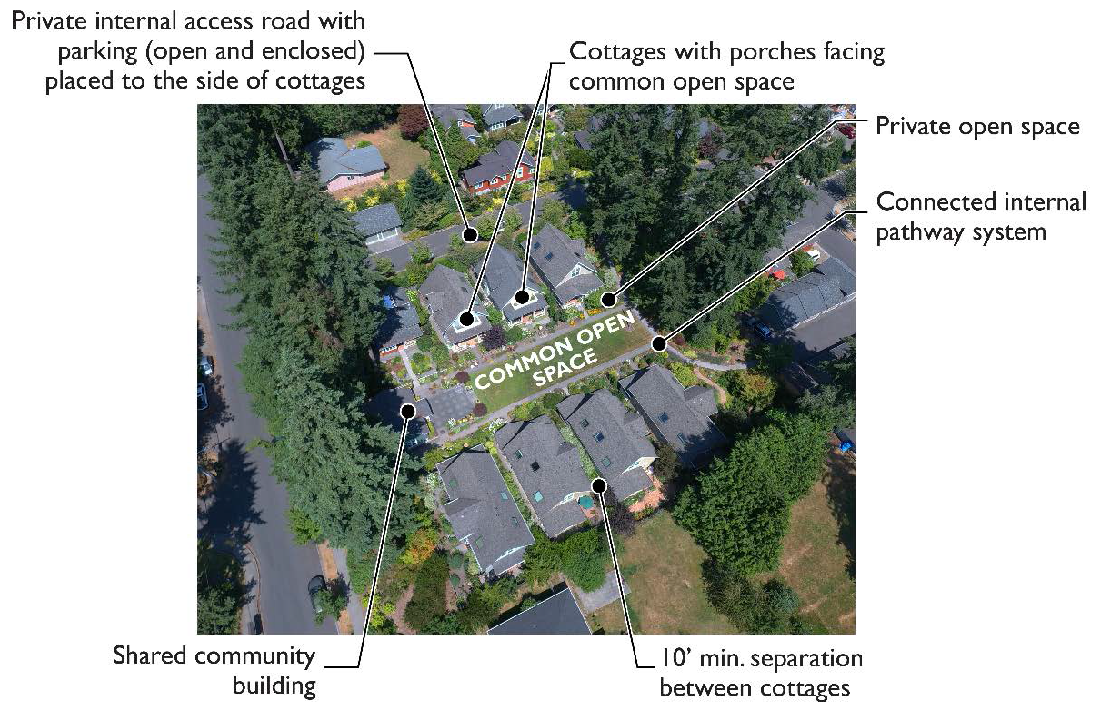 Private internal access road with
parking (open and enclosed)
placed to the side of cottages
Cottages with porches facing
common open space
Private open space
Connected internal
pathway system
COMMON OPEN
SPACE
Shared community
building
10' min. separation
between cottages